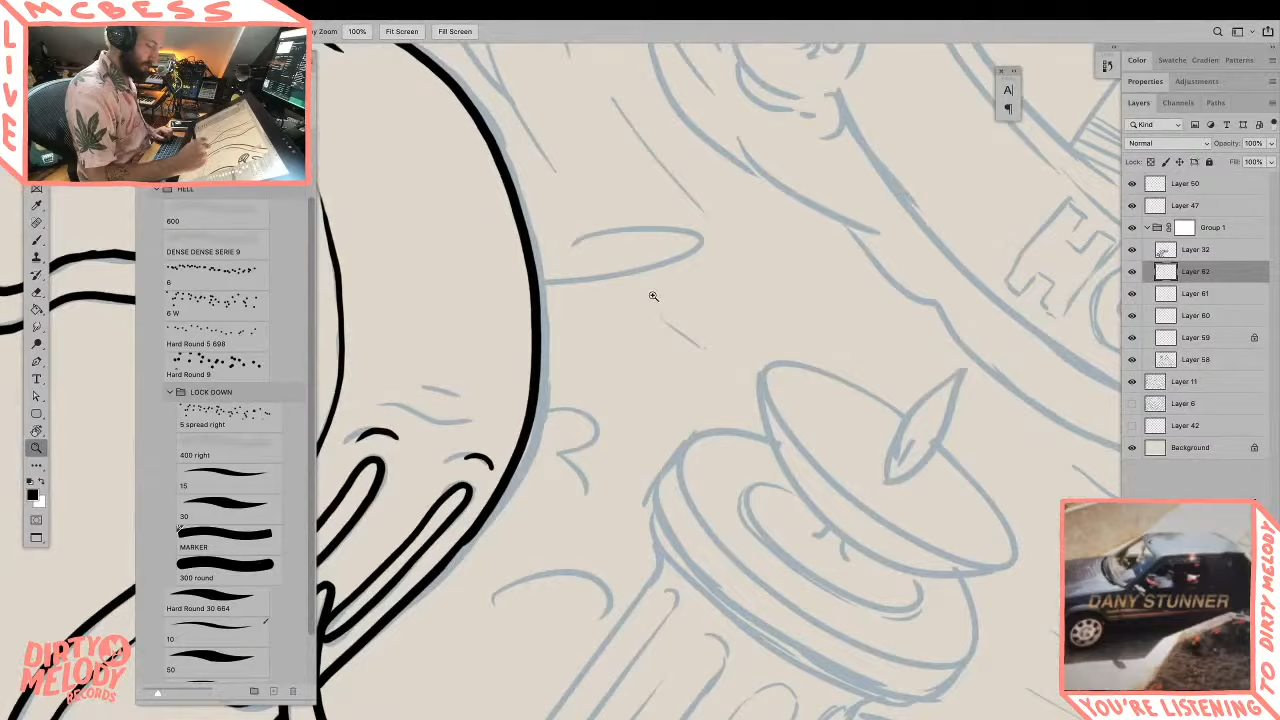 MCBESS
LIVE
Zoom
100%
Fit Screen
Fill Screen
HELL
600
DENSE DENSE SERIE 9
6
6 W
Hard Round 5 698
Hard Round 9
LOCK DOWN
5 spread right
400 right
15
30
MARKER
300 round
Hard Round 30 664
10
50
A
¶
Color
Swatche
Gradien
Patterns
Properties
Adjustments
Layers
Channels
Paths
Kind
Normal
Opacity: 100%
Lock:
Fill: 100%
Layer 50
Layer 47
Group 1
Layer 32
Layer 62
Layer 61
Layer 60
Layer 59
Layer 58
Layer 11
Layer 6
Layer 42
Background
DIRTY
MELODY
RECORDS
DANY STUNNER
YOU'RE LISTENING
TO DIRTY MELODY